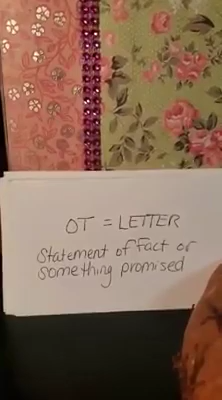 OT = LETTER
Statement of Fact or
something promised